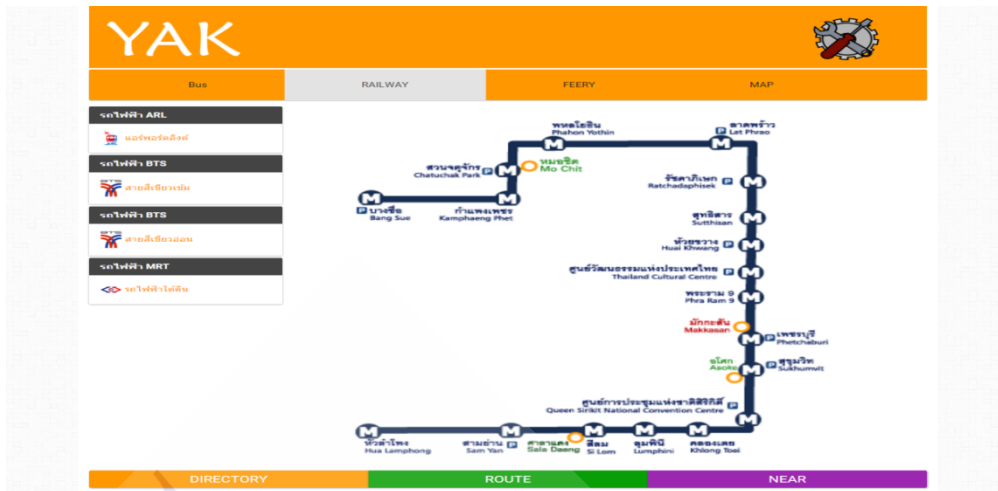 YAK
Bus
RAILWAY
FEERY
MAP
รถไฟฟ้า ARL
แอร์พอร์ตลิงค์
รถไฟฟ้า BTS
สายสีเขียวเข้ม
รถไฟฟ้า BTS
สายสีเขียวอ่อน
รถไฟฟ้า MRT
รถไฟฟ้าใต้ดิน
พหลโยธิน
Phahon Yothin
ลาดพร้าว
P Lat Phrao
สวนจตุจักร P
Chatuchak Park
หมอชิต
Mo Chit
รัชดาภิเษก P
Ratchadaphisek
P บางซื่อ
Bang Sue
กำแพงเพชร
Kamphaeng Phet
สุทธิสาร
Sutthisan
ห้วยขวาง P
Huai Khwang
ศูนย์วัฒนธรรมแห่งประเทศไทย P
Thailand Cultural Centre
พระราม 9
Phra Ram 9
มักกะสัน
Makkasan
P เพชรบุรี
Phetchaburi
อโศก
Asoke
P สุขุมวิท
Sukhumvit
ศูนย์การประชุมแห่งชาติสิริกิติ์ P
Queen Sirikit National Convention Centre
หัวลำโพง
Hua Lamphong
สามย่าน P
Sam Yan
ศาลาแดง
Sala Daeng
สีลม
Si Lom
ลุมพินี
Lumphini
คลองเตย
Khlong Toei
DIRECTORY
ROUTE
NEAR